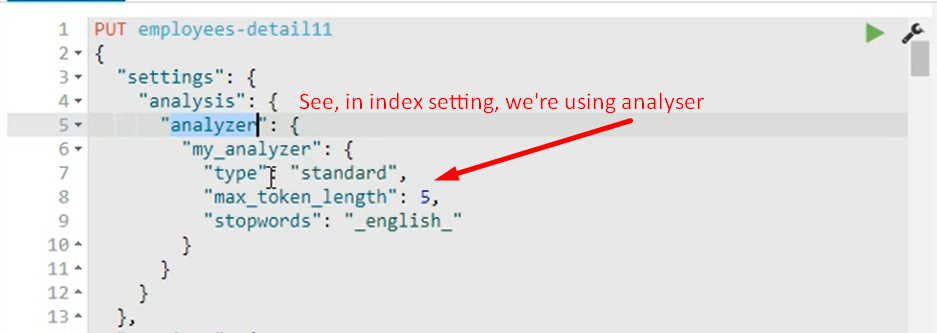 1 PUT employees-detail11
2 {
3 "settings": {
4 "analysis": { See, in index setting, we're using analyser
5 "analyzer": {
6 "my_analyzer": {
7 "type": "standard",
8 "max_token_length": 5,
9 "stopwords": "_english_"
10 }
11 }
12 }
13 },